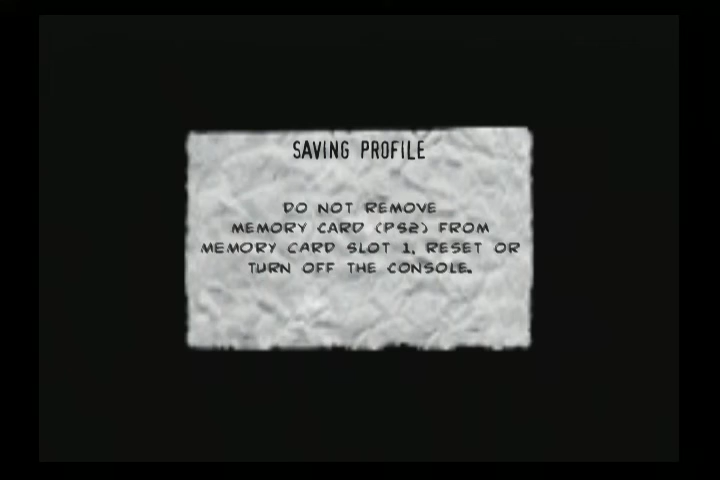 SAVING PROFILE
DO NOT REMOVE
MEMORY CARD (PS2) FROM
MEMORY CARD SLOT 1, RESET OR
TURN OFF THE CONSOLE.